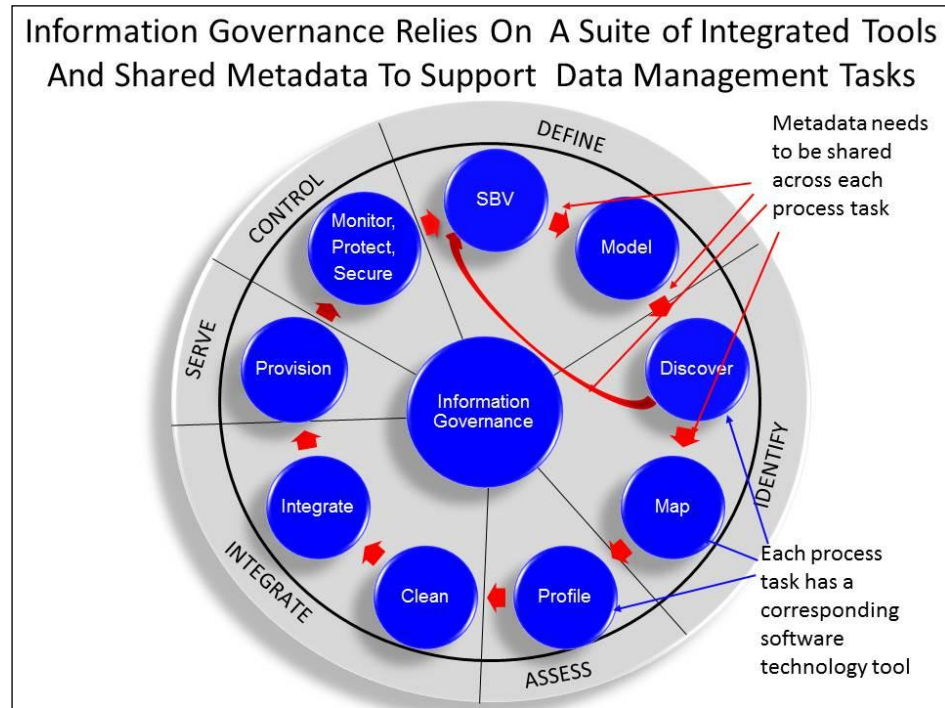 Information Governance Relies On A Suite of Integrated Tools
And Shared Metadata To Support Data Management Tasks
DEFINE
Metadata needs
to be shared
across each
process task
CONTROL
SBV
Monitor,
Protect,
Secure
Model
SERVE
Provision
Discover
Information
Governance
IDENTIFY
Integrate
Map
INTEGRATE
Clean
Profile
Each process
task has a
corresponding
software
technology tool
ASSESS